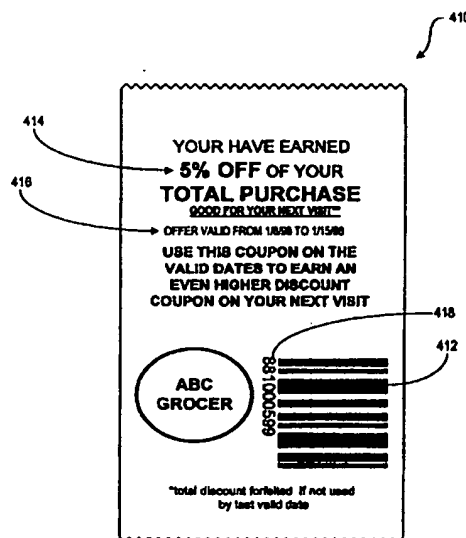 410
414
YOUR HAVE EARNED
5% OFF OF YOUR
416
TOTAL PURCHASE
GOOD FOR YOUR NEXT VISIT**
OFFER VALID FROM 1/8/98 TO 1/15/98
USE THIS COUPON ON THE
VALID DATES TO EARN AN
EVEN HIGHER DISCOUNT
COUPON ON YOUR NEXT VISIT
418
412
881000599
ABC
GROCER
*total discount forfeited if not used
by last valid date